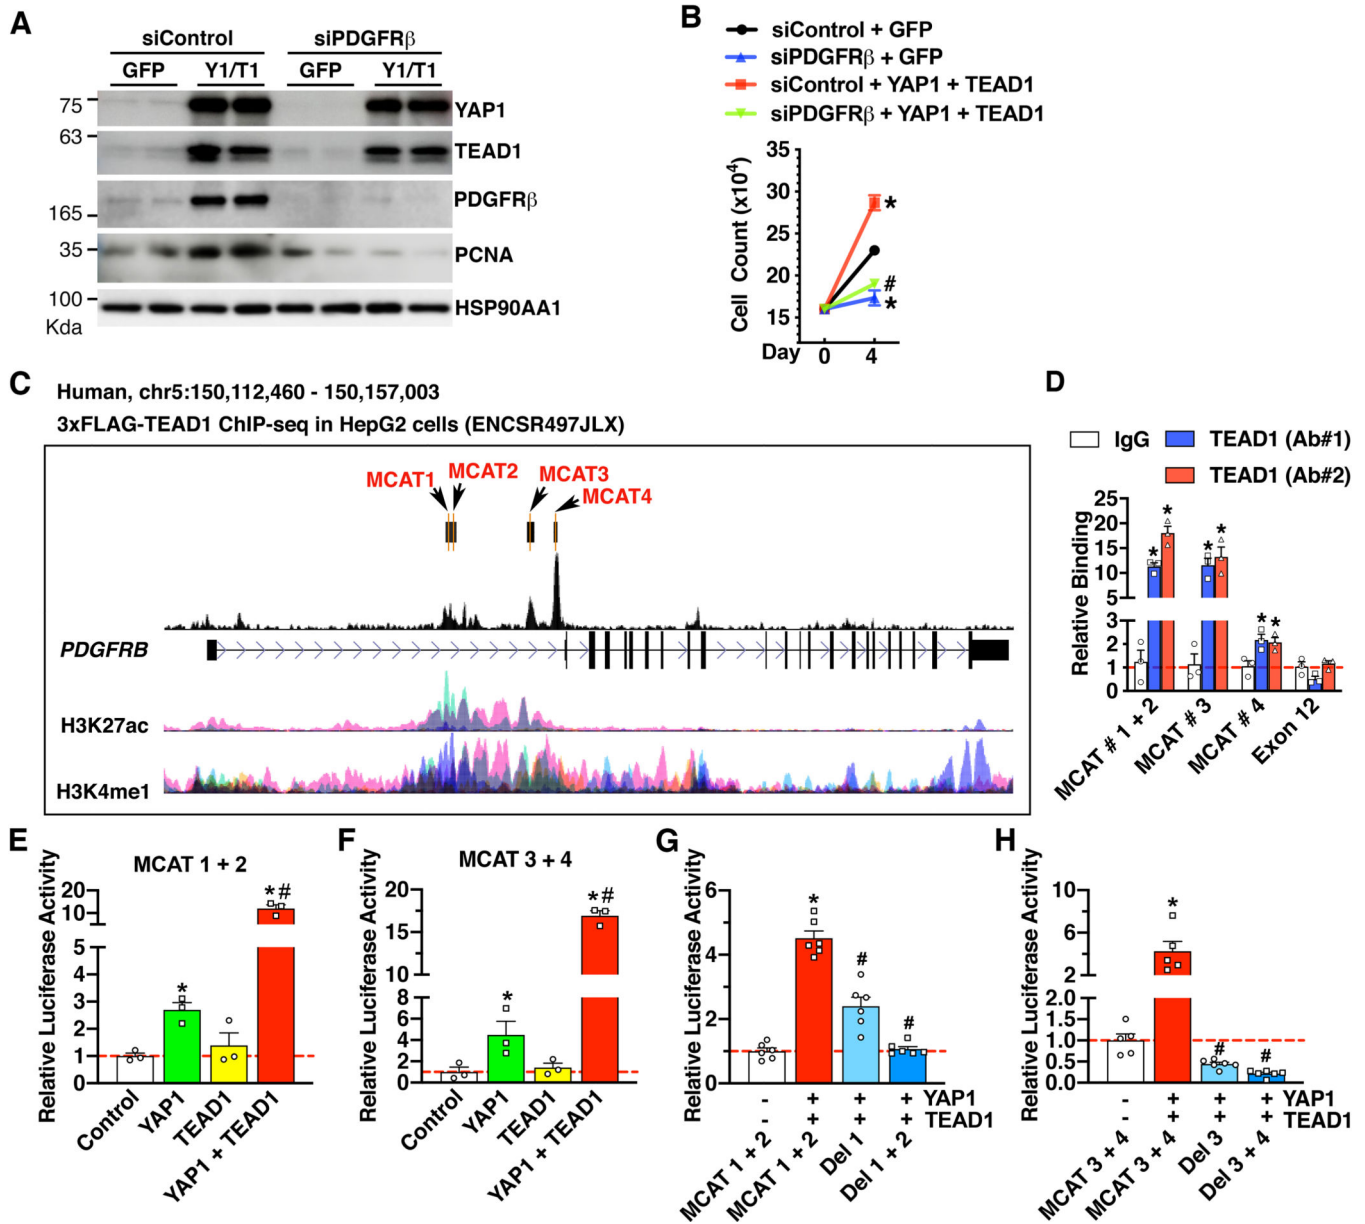 A
siControl siPDGFRβ
GFP Y1/T1 GFP Y1/T1
75 YAP1
63
TEAD1
PDGFRβ
165
35 PCNA
100 HSP90AA1
Kda
B
siControl + GFP
siPDGFRβ + GFP
siControl + YAP1 + TEAD1
siPDGFRβ + YAP1 + TEAD1
Cell Count (x10⁴)
35
30
25
20
15
*
#
*
Day 0 4
C
Human, chr5:150,112,460 - 150,157,003
3xFLAG-TEAD1 ChIP-seq in HepG2 cells (ENCSR497JLX)
MCAT1 MCAT2 MCAT3
MCAT4
PDGFRB
H3K27ac
H3K4me1
D
IgG TEAD1 (Ab#1)
TEAD1 (Ab#2)
Relative Binding
25
20
15
10
5
3
2
1
0
* * * * * *
MCAT # 1 + 2
MCAT # 3
MCAT # 4
Exon 12
E
MCAT 1 + 2
Relative Luciferase Activity
20
10
5
4
3
2
1
0
* *#
Control
YAP1
TEAD1
YAP1 + TEAD1
F
MCAT 3 + 4
Relative Luciferase Activity
20
15
10
8
6
4
2
0
* *#
Control
YAP1
TEAD1
YAP1 + TEAD1
G
Relative Luciferase Activity
6
4
2
0
* # #
- + + + YAP1
- + + + TEAD1
MCAT 1 + 2
MCAT 1 + 2
Del 1
Del 1 + 2
H
Relative Luciferase Activity
10
6
2
2.0
1.5
1.0
0.5
0.0
* # #
- + + + YAP1
- + + + TEAD1
MCAT 3 + 4
MCAT 3 + 4
Del 3
Del 3 + 4